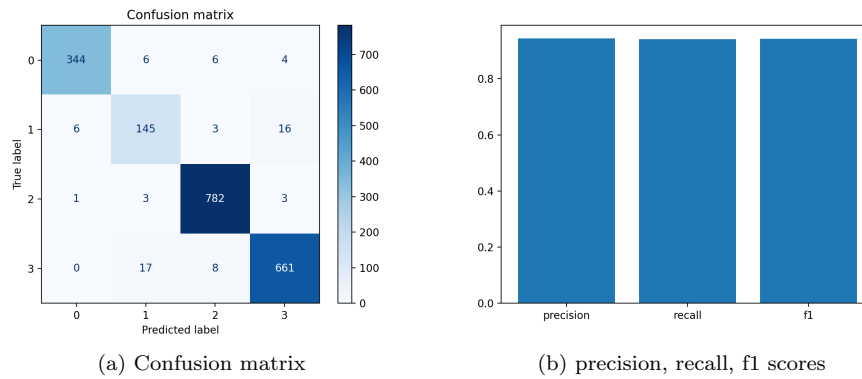 Confusion matrix
0 344 6 6 4
1 6 145 3 16
2 1 3 782 3
3 0 17 8 661
0 1 2 3
True label
Predicted label
700
600
500
400
300
200
100
0
(a) Confusion matrix
0.8
0.6
0.4
0.2
0.0
precision recall f1
(b) precision, recall, f1 scores